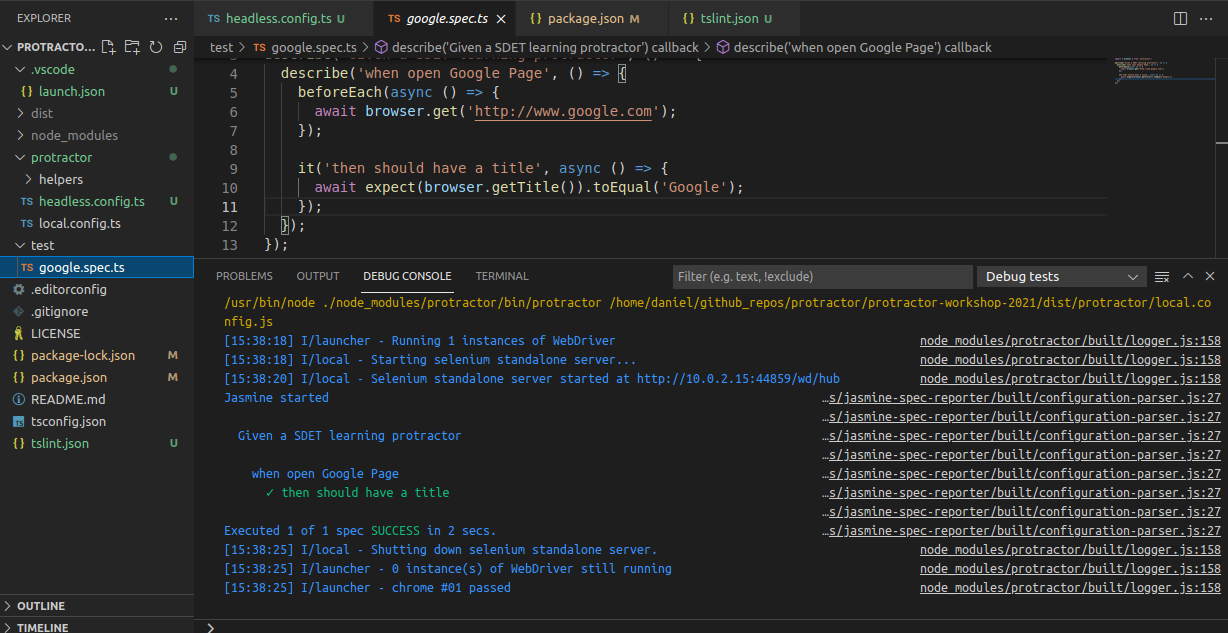 EXPLORER
PROTRACTO...
.vscode
{} launch.json U
dist
node_modules
protractor
helpers
TS headless.config.ts U
TS local.config.ts
test
TS google.spec.ts
.editorconfig
.gitignore
LICENSE
{} package-lock.json M
{} package.json M
README.md
tsconfig.json
{} tslint.json U
OUTLINE
TIMELINE
TS headless.config.ts U
TS google.spec.ts
{} package.json M
{} tslint.json U
test > TS google.spec.ts > describe('Given a SDET learning protractor') callback > describe('when open Google Page') callback
4 describe('when open Google Page', () => {
5 beforeEach(async () => {
6 await browser.get('http://www.google.com');
7 });
8
9 it('then should have a title', async () => {
10 await expect(browser.getTitle()).toEqual('Google');
11 });
12 });
13 });
PROBLEMS OUTPUT DEBUG CONSOLE TERMINAL Filter (e.g. text, !exclude) Debug tests
/usr/bin/node ./node_modules/protractor/bin/protractor /home/daniel/github_repos/protractor/protractor-workshop-2021/dist/protractor/local.co
nfig.js
[15:38:18] I/launcher - Running 1 instances of WebDriver node_modules/protractor/built/logger.js:158
[15:38:18] I/local - Starting selenium standalone server... node_modules/protractor/built/logger.js:158
[15:38:20] I/local - Selenium standalone server started at http://10.0.2.15:44859/wd/hub node_modules/protractor/built/logger.js:158
Jasmine started …s/jasmine-spec-reporter/built/configuration-parser.js:27
…s/jasmine-spec-reporter/built/configuration-parser.js:27
Given a SDET learning protractor …s/jasmine-spec-reporter/built/configuration-parser.js:27
…s/jasmine-spec-reporter/built/configuration-parser.js:27
when open Google Page …s/jasmine-spec-reporter/built/configuration-parser.js:27
✓ then should have a title …s/jasmine-spec-reporter/built/configuration-parser.js:27
…s/jasmine-spec-reporter/built/configuration-parser.js:27
Executed 1 of 1 spec SUCCESS in 2 secs. …s/jasmine-spec-reporter/built/configuration-parser.js:27
[15:38:25] I/local - Shutting down selenium standalone server. node_modules/protractor/built/logger.js:158
[15:38:25] I/launcher - 0 instance(s) of WebDriver still running node_modules/protractor/built/logger.js:158
[15:38:25] I/launcher - chrome #01 passed node_modules/protractor/built/logger.js:158